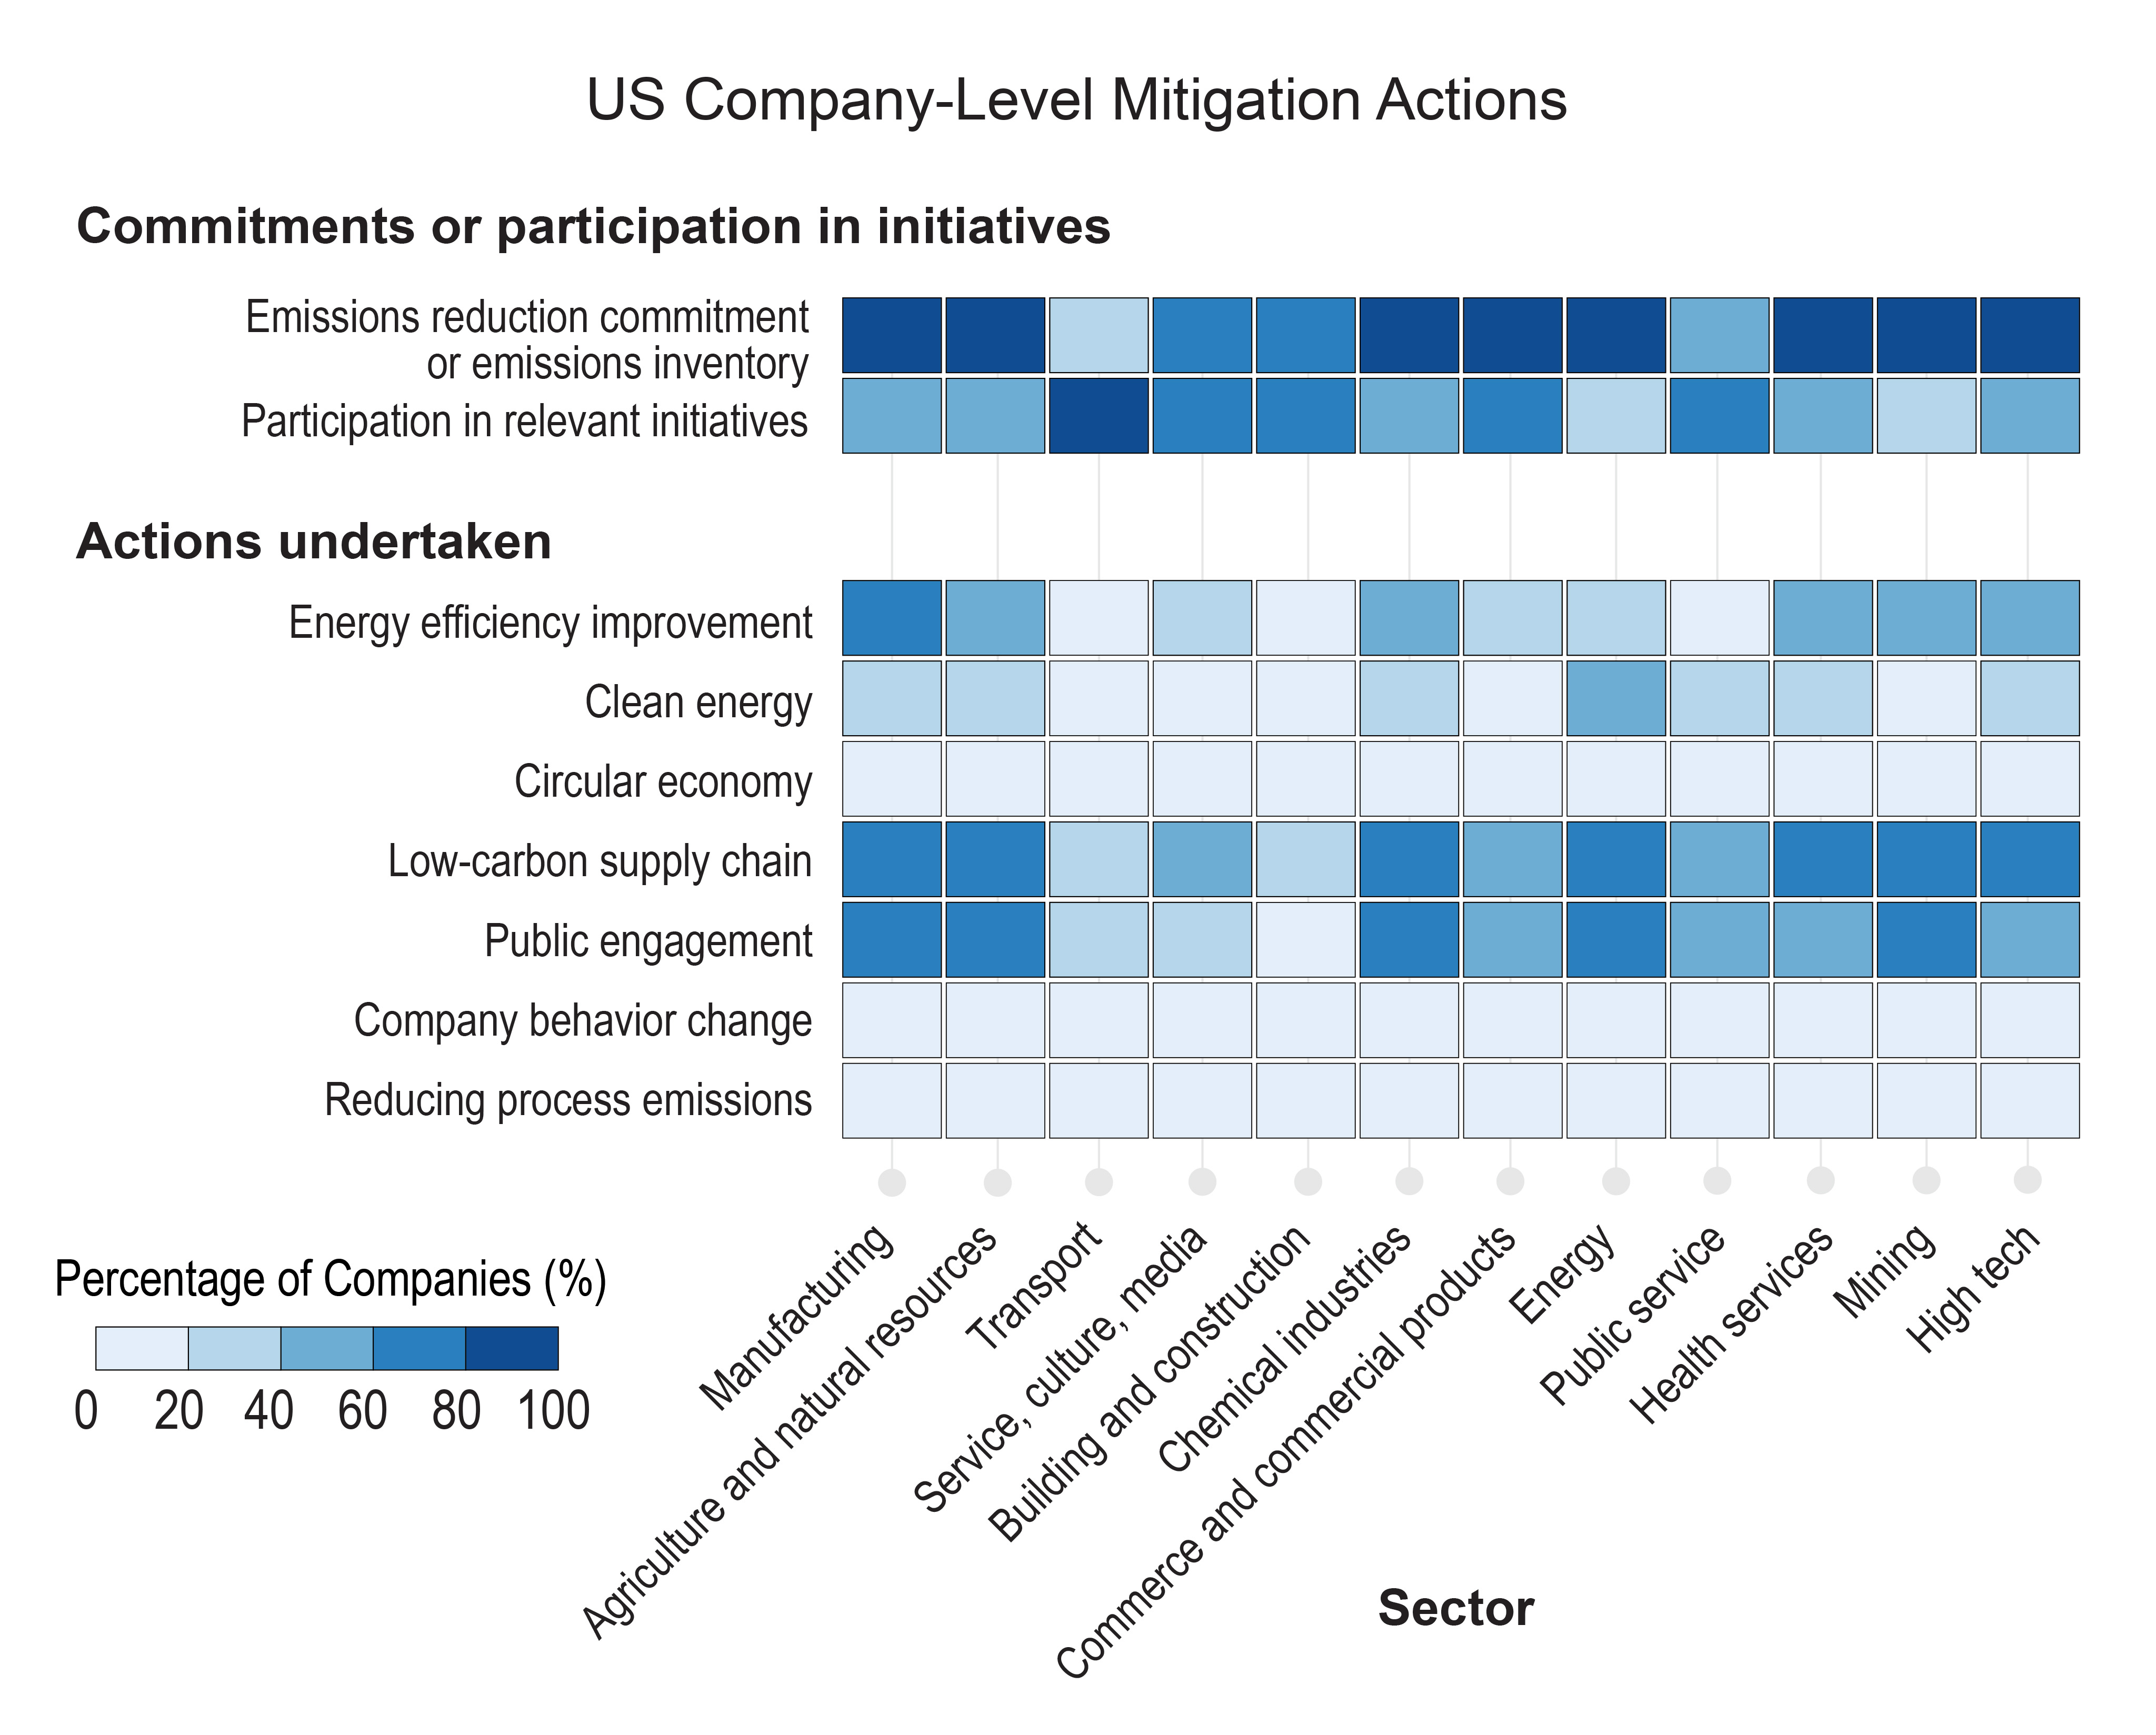 US Company-Level Mitigation Actions
Commitments or participation in initiatives
Emissions reduction commitment
or emissions inventory
Participation in relevant initiatives
Actions undertaken
Energy efficiency improvement
Clean energy
Circular economy
Low-carbon supply chain
Public engagement
Company behavior change
Reducing process emissions
Manufacturing
Agriculture and natural resources
Transport
Service, culture, media
Building and construction
Chemical industries
Commerce and commercial products
Energy
Public service
Health services
Mining
High tech
Percentage of Companies (%)
0 20 40 60 80 100
Sector